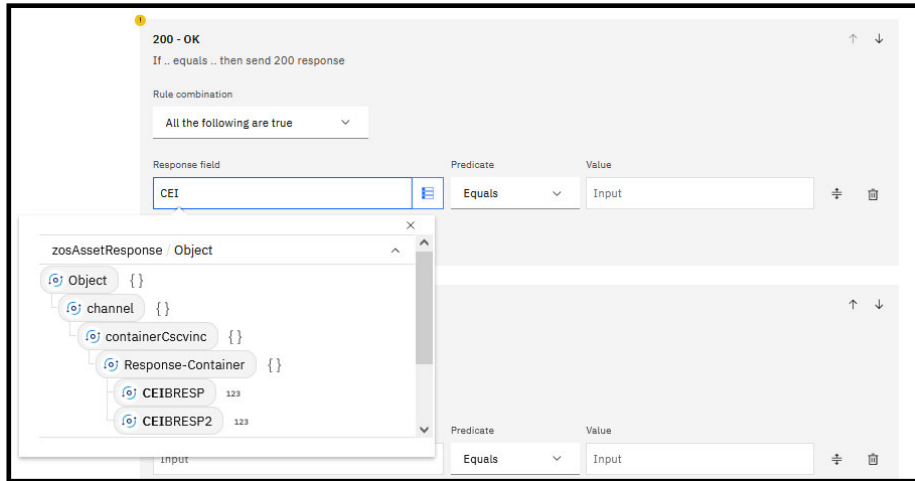 200 - OK
If .. equals .. then send 200 response
Rule combination
All the following are true
Response field Predicate Value
CEI Equals Input
zosAssetResponse / Object
Object { }
channel { }
containerCscvinc { }
Response-Container { }
CEIBRESP 123
CEIBRESP2 123
Predicate Value
Input Equals Input